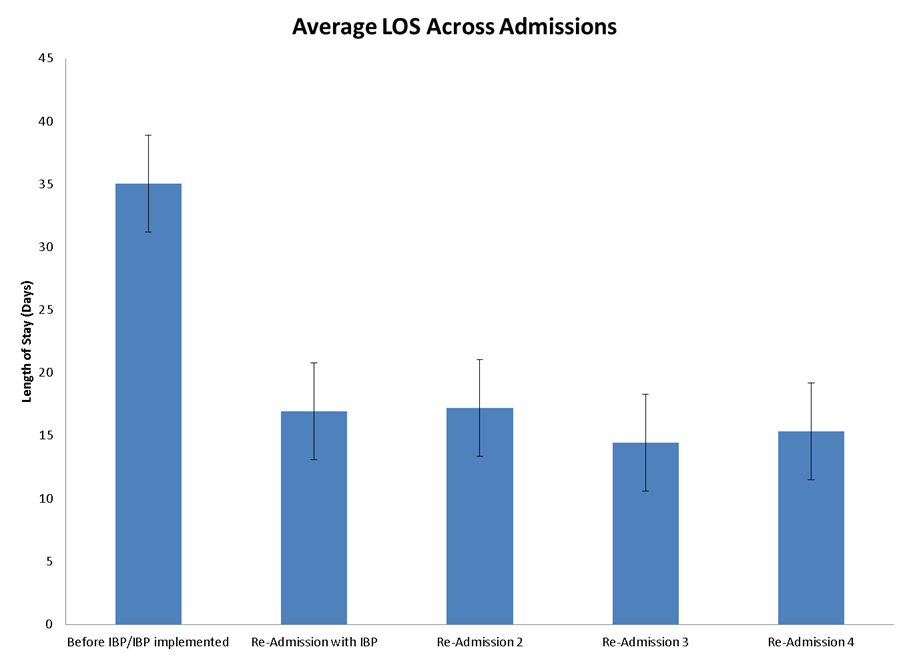 Average LOS Across Admissions
45
40
35
30
25
20
15
10
5
0
Length of Stay (Days)
Before IBP/IBP implemented
Re-Admission with IBP
Re-Admission 2
Re-Admission 3
Re-Admission 4